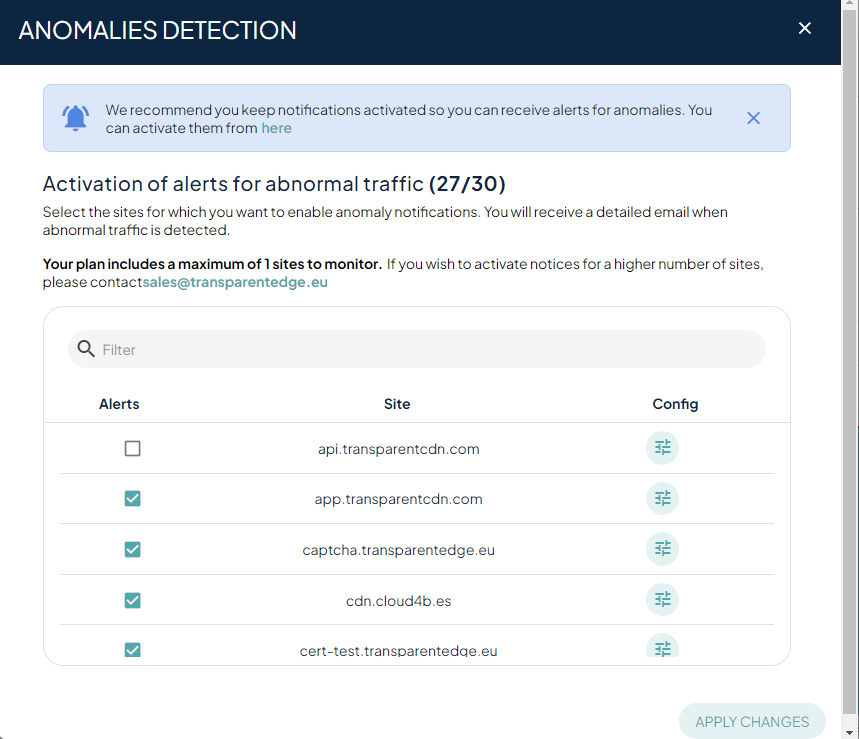 ANOMALIES DETECTION
We recommend you keep notifications activated so you can receive alerts for anomalies. You
can activate them from here
Activation of alerts for abnormal traffic (27/30)
Select the sites for which you want to enable anomaly notifications. You will receive a detailed email when
abnormal traffic is detected.
Your plan includes a maximum of 1 sites to monitor. If you wish to activate notices for a higher number of sites,
please contactsales@transparentedge.eu
Filter
Alerts Site Config
api.transparentcdn.com
app.transparentcdn.com
captcha.transparentedge.eu
cdn.cloud4b.es
cert-test.transparentedge.eu
APPLY CHANGES